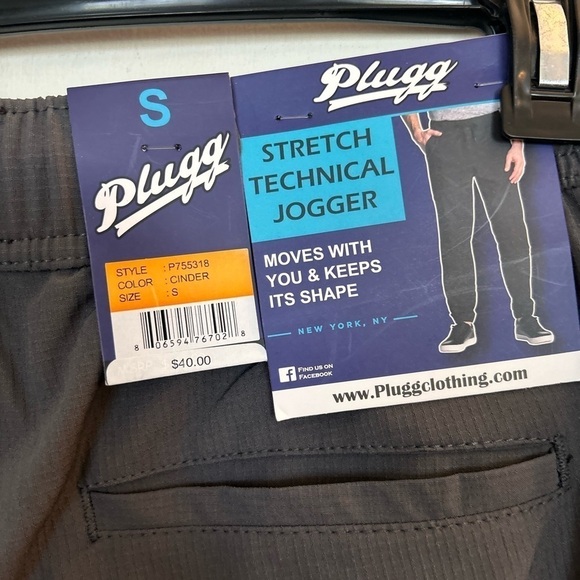 S
Plugg
STYLE : P755318
COLOR : CINDER
SIZE : S
8 06594 76702 8
$40.00
Plugg
STRETCH
TECHNICAL
JOGGER
MOVES WITH
YOU & KEEPS
ITS SHAPE
NEW YORK, NY
f FIND US ON
FACEBOOK
www.Pluggclothing.com